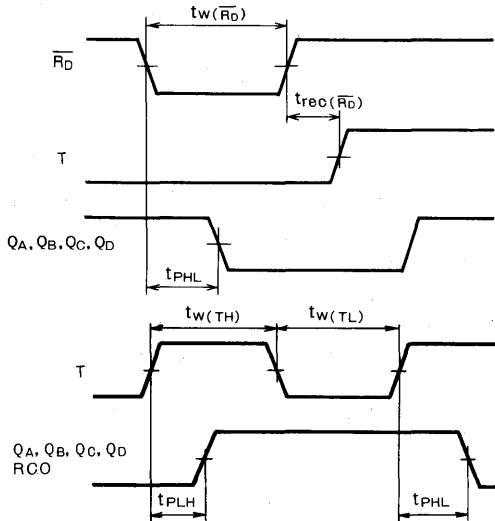 tw(R̅D̅)
R̅D̅
trec(R̅D̅)
T
QA, QB, QC, QD
tPHL
tw(TH)
tw(TL)
T
QA, QB, QC, QD
RCO
tPLH
tPHL